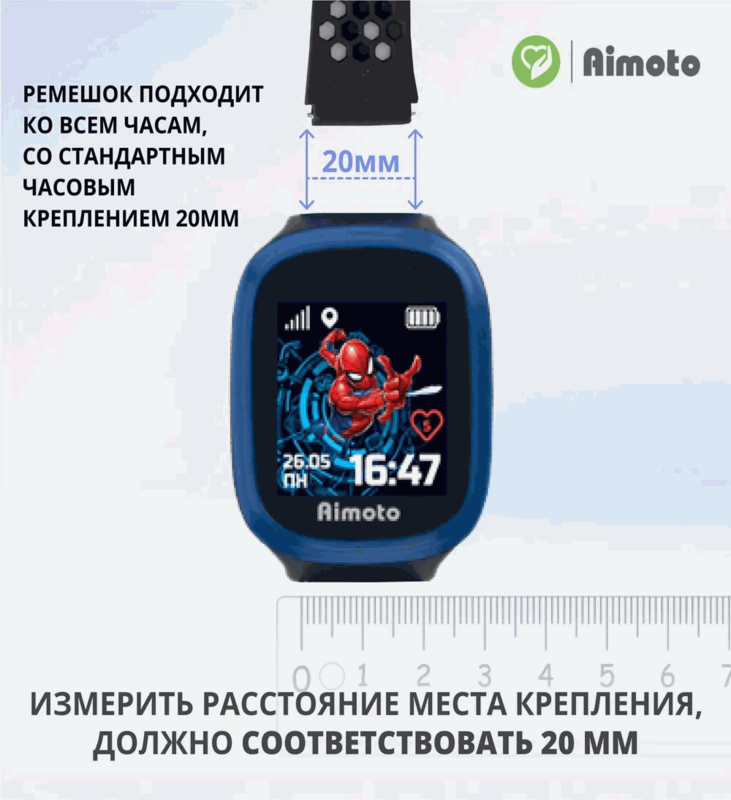 Aimoto
РЕМЕШОК ПОДХОДИТ
КО ВСЕМ ЧАСАМ,
СО СТАНДАРТНЫМ
ЧАСОВЫМ
КРЕПЛЕНИЕМ 20ММ
20мм
S
26.05
ПН
16:47
Aimoto
0 1 2 3 4 5 6 7
ИЗМЕРИТЬ РАССТОЯНИЕ МЕСТА КРЕПЛЕНИЯ,
ДОЛЖНО СООТВЕТСТВОВАТЬ 20 ММ